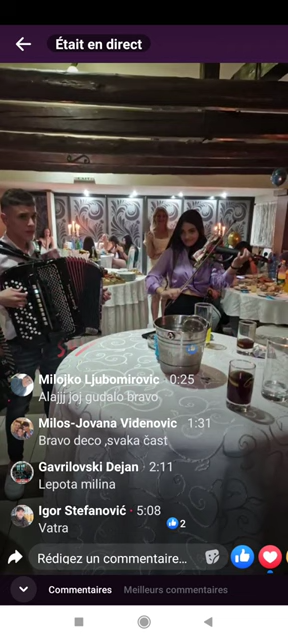 Était en direct
Milojko Ljubomirovic · 0:25
Alajjj joj gudalo bravo
Milos-Jovana Videnovic · 1:31
Bravo deco ,svaka čast
Gavrilovski Dejan · 2:11
Lepota milina
Igor Stefanović · 5:08
Vatra
2
Rédigez un commentaire...
Commentaires Meilleurs commentaires